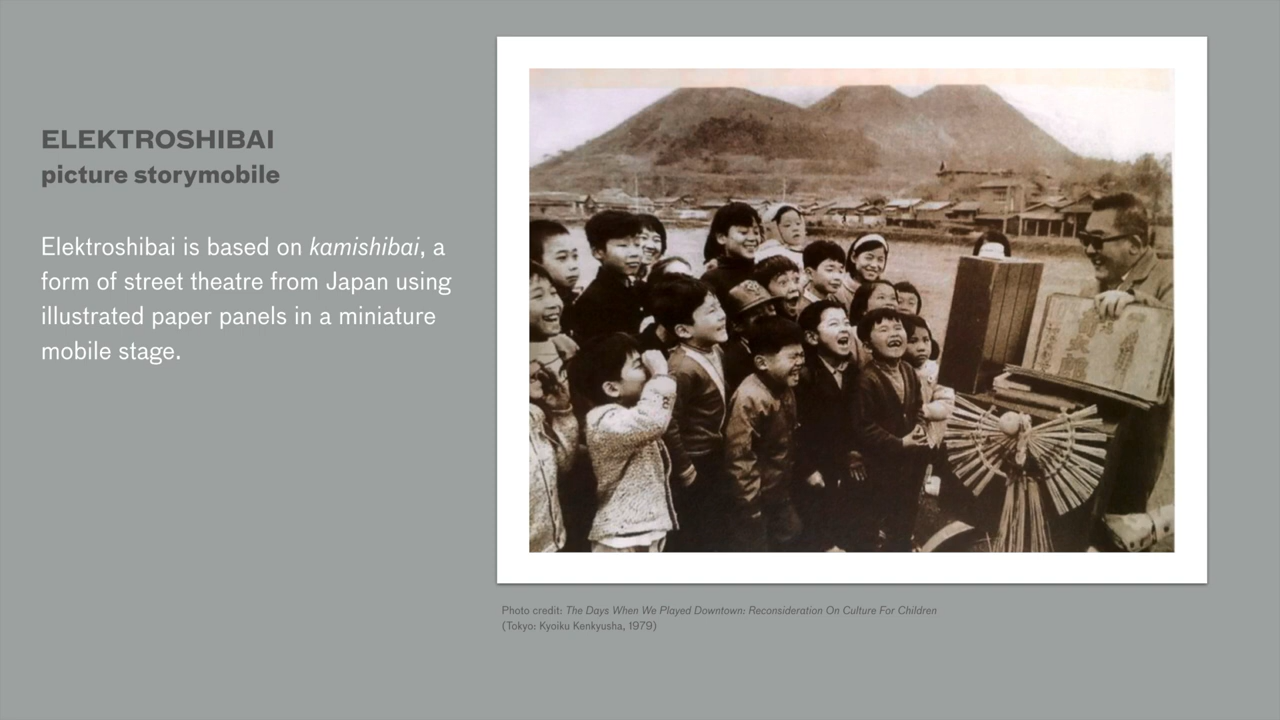 ELEKTROSHIBAI
picture storymobile
Elektroshibai is based on kamishibai, a
form of street theatre from Japan using
illustrated paper panels in a miniature
mobile stage.
Photo credit: The Days When We Played Downtown: Reconsideration On Culture For Children
(Tokyo: Kyoiku Kenkyusha, 1979)